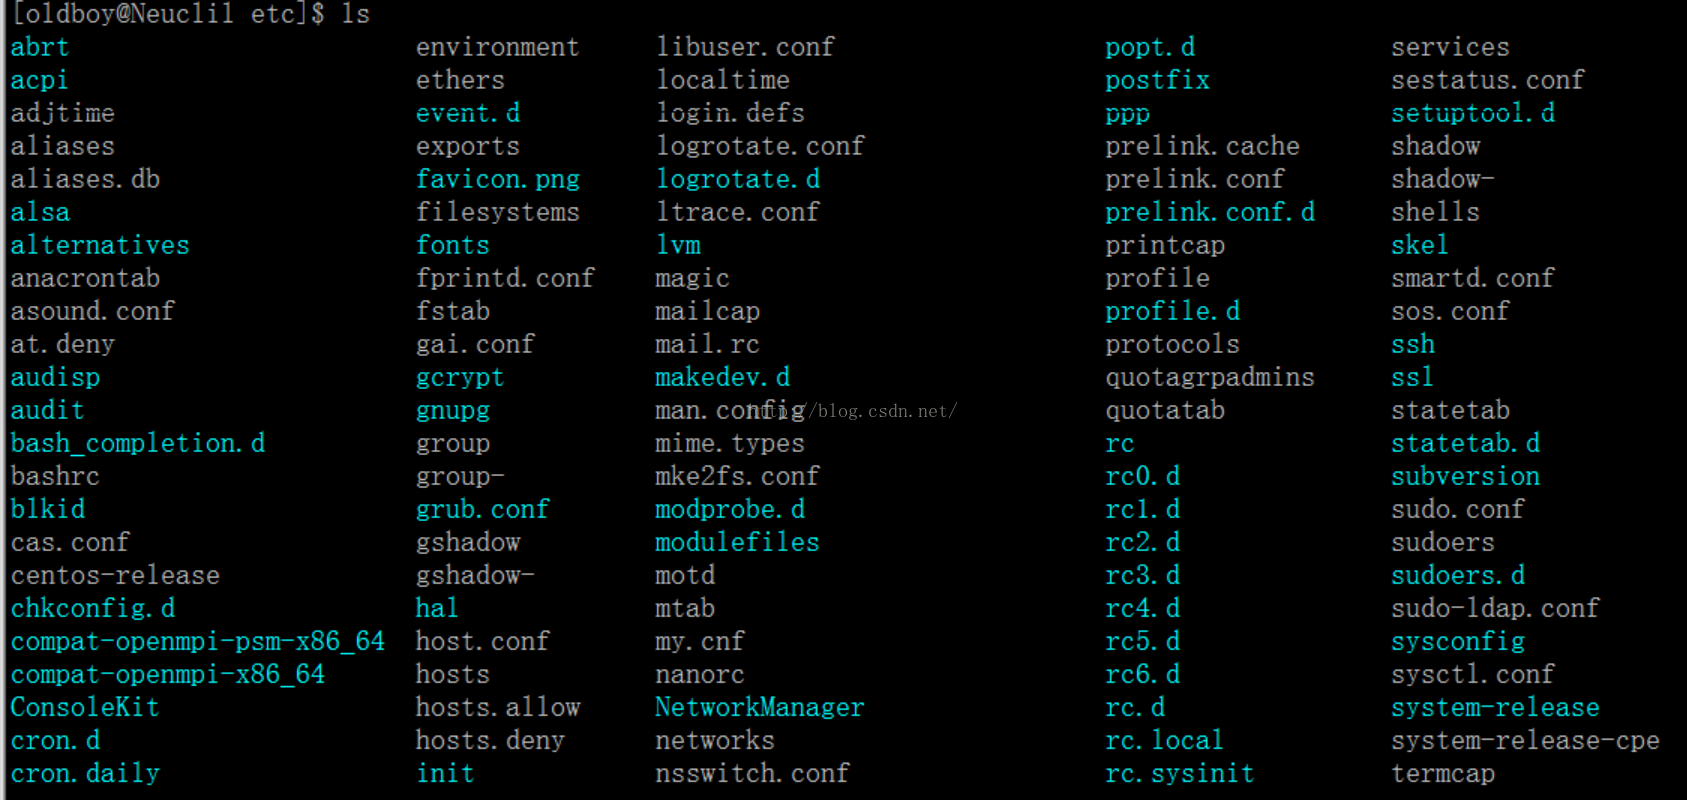 [oldboy@Neuclil etc]$ ls
abrt environment libuser.conf popt.d services
acpi ethers localtime postfix sestatus.conf
adjtime event.d login.defs ppp setuptool.d
aliases exports logrotate.conf prelink.cache shadow
aliases.db favicon.png logrotate.d prelink.conf shadow-
alsa filesystems ltrace.conf prelink.conf.d shells
alternatives fonts lvm printcap skel
anacrontab fprintd.conf magic profile smartd.conf
asound.conf fstab mailcap profile.d sos.conf
at.deny gai.conf mail.rc protocols ssh
audisp gcrypt makedev.d quotagrpadmins ssl
audit gnupg man.config http://blog.csdn.net/ quotatab statetab
bash_completion.d group mime.types rc statetab.d
bashrc group- mke2fs.conf rc0.d subversion
blkid grub.conf modprobe.d rc1.d sudo.conf
cas.conf gshadow modulefiles rc2.d sudoers
centos-release gshadow- motd rc3.d sudoers.d
chkconfig.d hal mtab rc4.d sudo-ldap.conf
compat-openmpi-psm-x86_64 host.conf my.cnf rc5.d sysconfig
compat-openmpi-x86_64 hosts nanorc rc6.d sysctl.conf
ConsoleKit hosts.allow NetworkManager rc.d system-release
cron.d hosts.deny networks rc.local system-release-cpe
cron.daily init nsswitch.conf rc.sysinit termcap